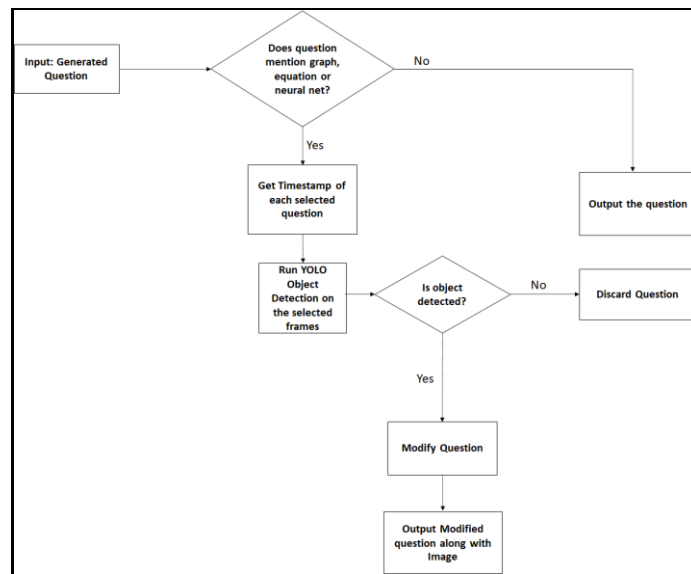 Input: Generated
Question
Does question
mention graph,
equation or
neural net?
No
Yes
Get Timestamp of
each selected
question
Output the question
Run YOLO
Object
Detection on
the selected
frames
Is object
detected?
No
Discard Question
Yes
Modify Question
Output Modified
question along with
Image